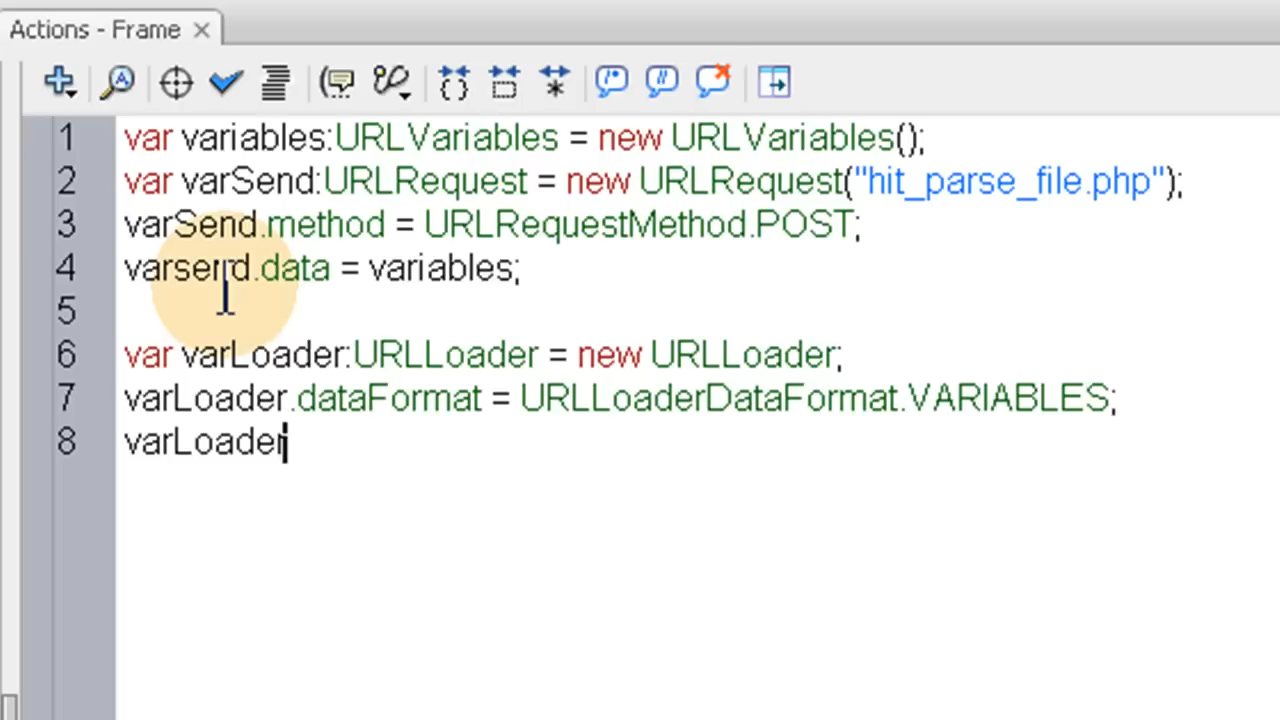 Actions - Frame
1 var variables:URLVariables = new URLVariables();
2 var varSend:URLRequest = new URLRequest("hit_parse_file.php");
3 varSend.method = URLRequestMethod.POST;
4 varsend.data = variables;
5
6 var varLoader:URLLoader = new URLLoader;
7 varLoader.dataFormat = URLLoaderDataFormat.VARIABLES;
8 varLoader